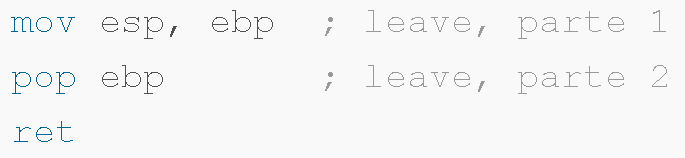 mov esp, ebp  ; leave, parte 1
pop ebp       ; leave, parte 2
ret